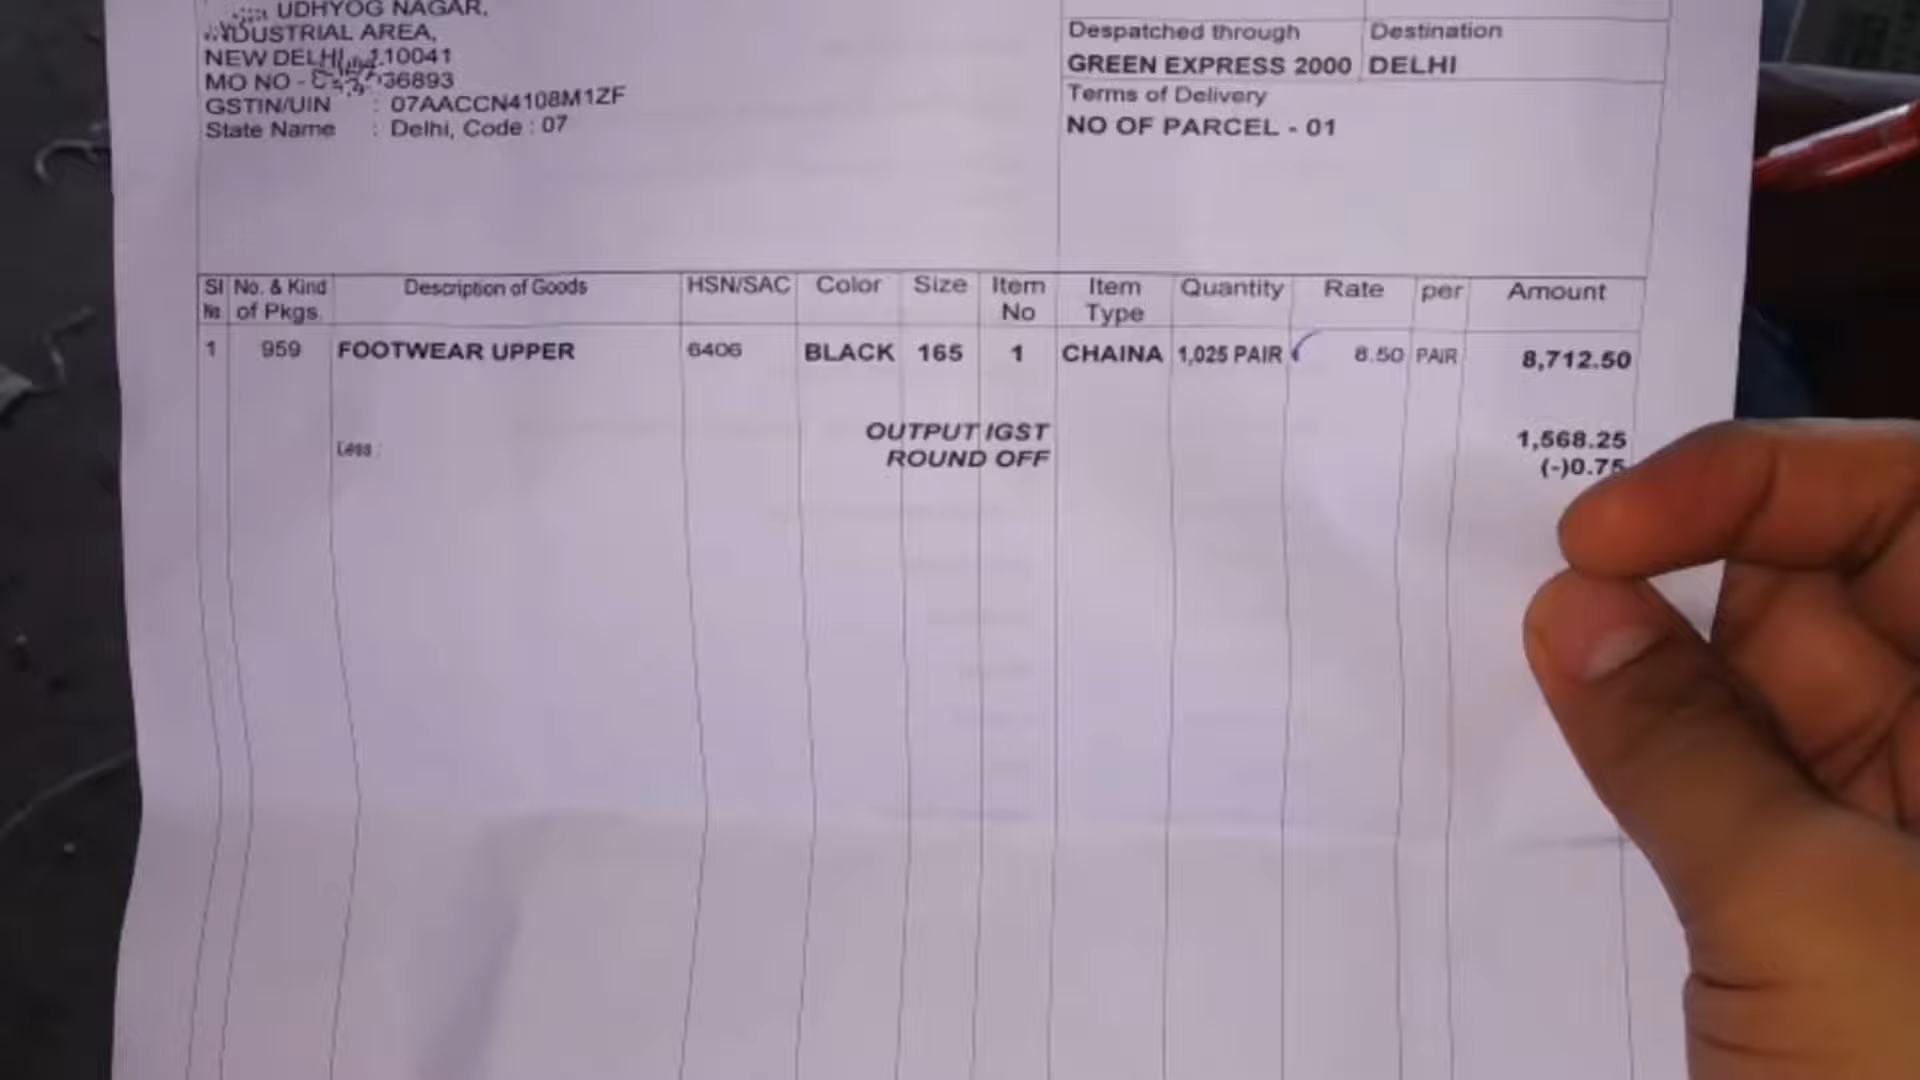 UDHYOG NAGAR,
INDUSTRIAL AREA,
NEW DELHI 110041
MO NO - 36893
GSTIN/UIN : 07AACCN4108M1ZF
State Name : Delhi, Code : 07
Despatched through
GREEN EXPRESS 2000
Destination
DELHI
Terms of Delivery
NO OF PARCEL - 01
Sl No. No. & Kind of Pkgs. Description of Goods HSN/SAC Color Size Item No Item Type Quantity Rate per Amount
1 959 FOOTWEAR UPPER 6406 BLACK 165 1 CHAINA 1,025 PAIR 8.50 PAIR 8,712.50
OUTPUT IGST 1,568.25
Less : ROUND OFF (-)0.75